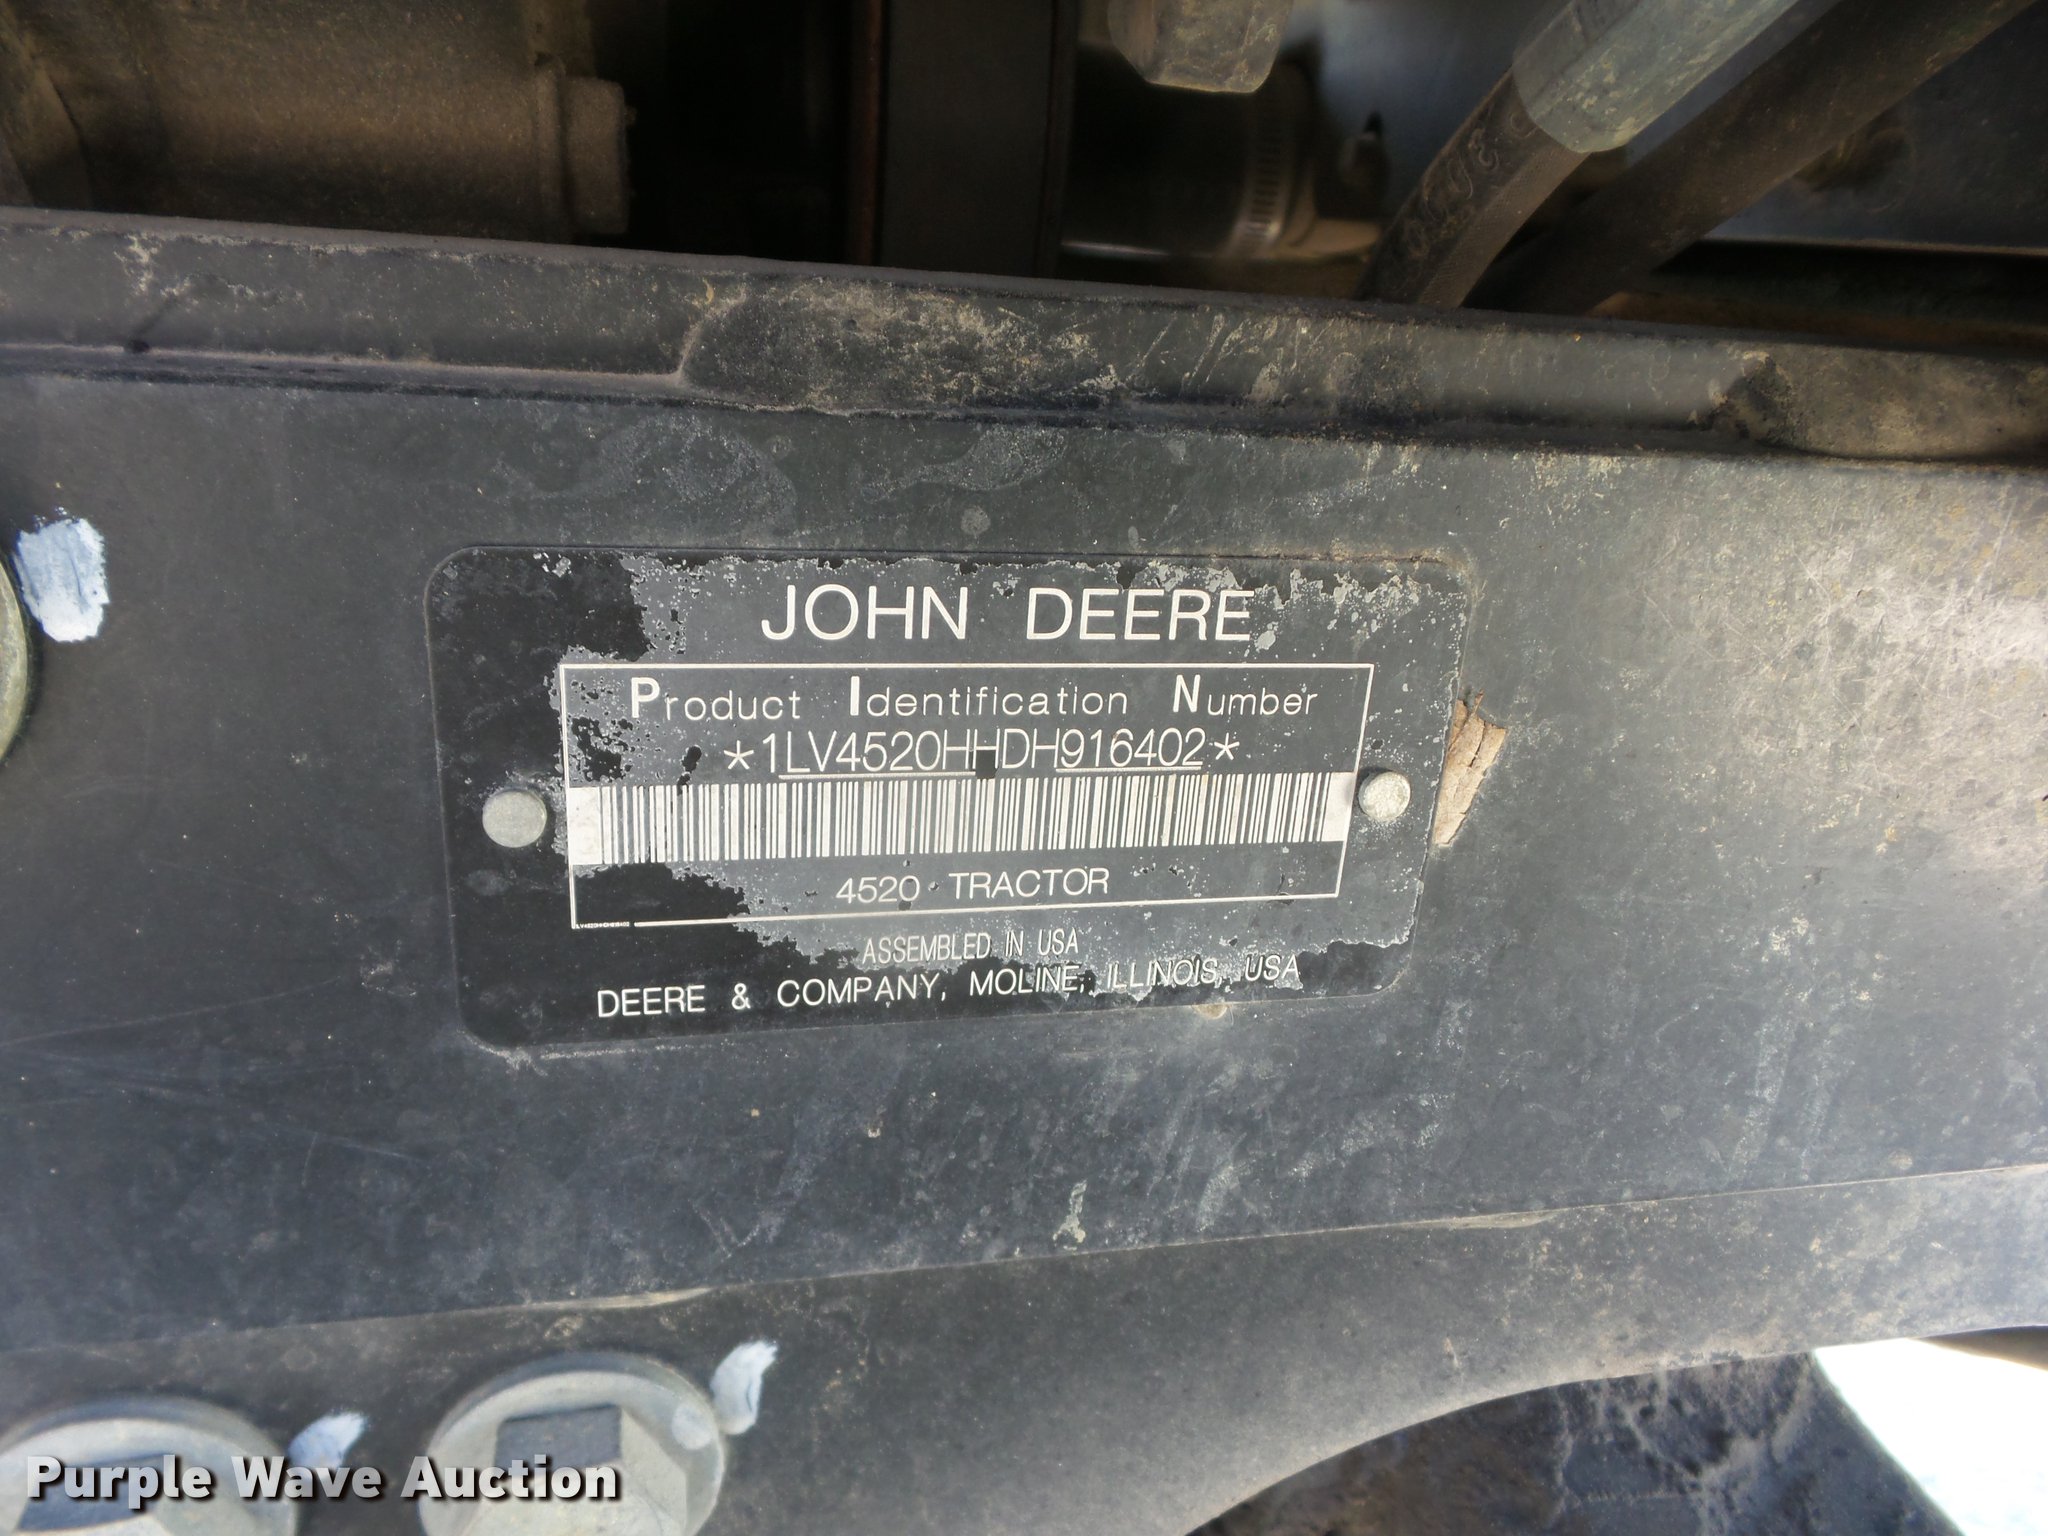 JOHN DEERE
Product Identification Number
*1LV4520HHDH916402*
4520 TRACTOR
1LV4520HHDH916402
ASSEMBLED IN USA
DEERE & COMPANY, MOLINE, ILLINOIS, USA
Purple Wave Auction